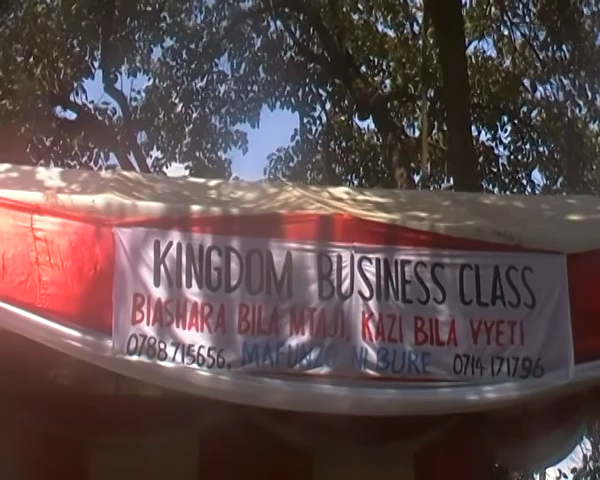 KINGDOM BUSINESS CLASS
BIASHARA BILA MTAJI, KAZI BILA VYETI
0788715656, MAFUNZO NI BURE 0714171796